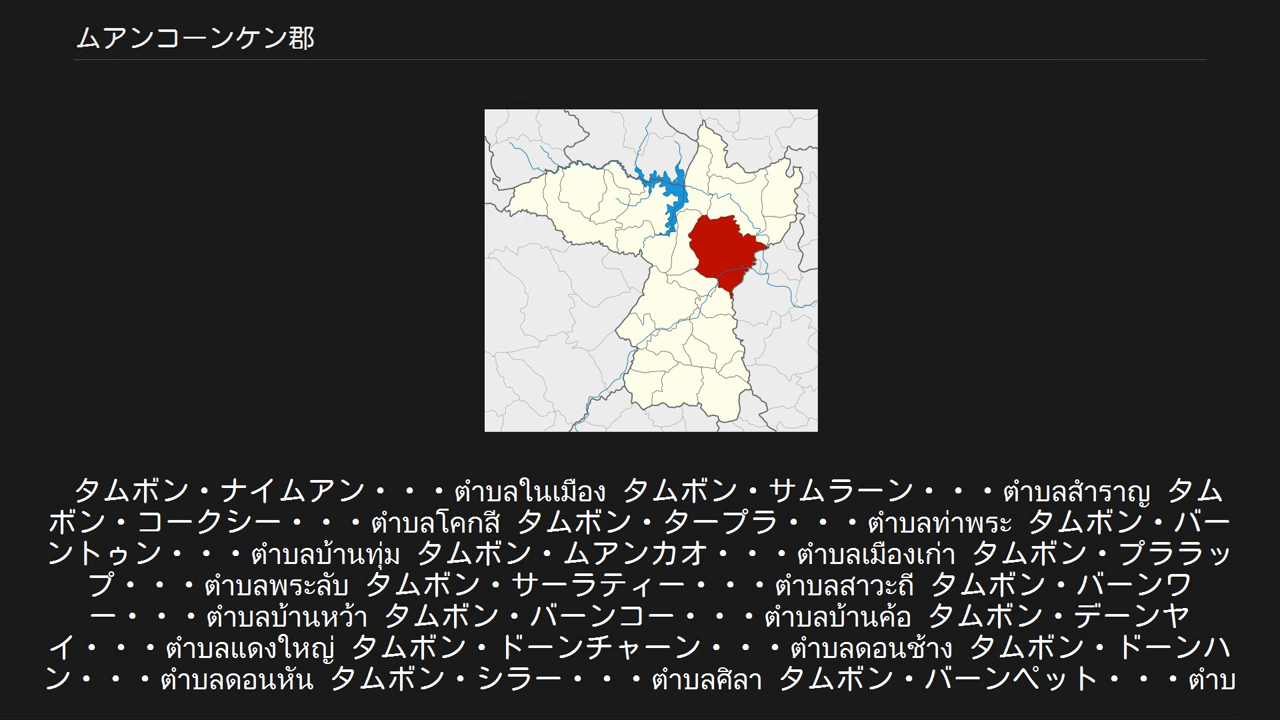 ムアンコーンケン郡
タムボン・ナイムアン・・・ตำบลในเมือง タムボン・サムラーン・・・ตำบลสำราญ タム
ボン・コークシー・・・ตำบลโคกสี タムボン・タープラ・・・ตำบลท่าพระ タムボン・バー
ントゥン・・・ตำบลบ้านทุ่ม タムボン・ムアンカオ・・・ตำบลเมืองเก่า タムボン・プララッ
プ・・・ตำบลพระลับ タムボン・サーラティー・・・ตำบลสาวะถี タムボン・バーンワ
ー・・・ตำบลบ้านหว้า タムボン・バーンコー・・・ตำบลบ้านค้อ タムボン・デーンヤ
イ・・・ตำบลแดงใหญ่ タムボン・ドーンチャーン・・・ตำบลดอนช้าง タムボン・ドーンハ
ン・・・ตำบลดอนหัน タムボン・シラー・・・ตำบลศิลา タムボン・バーンペット・・・ตำบ